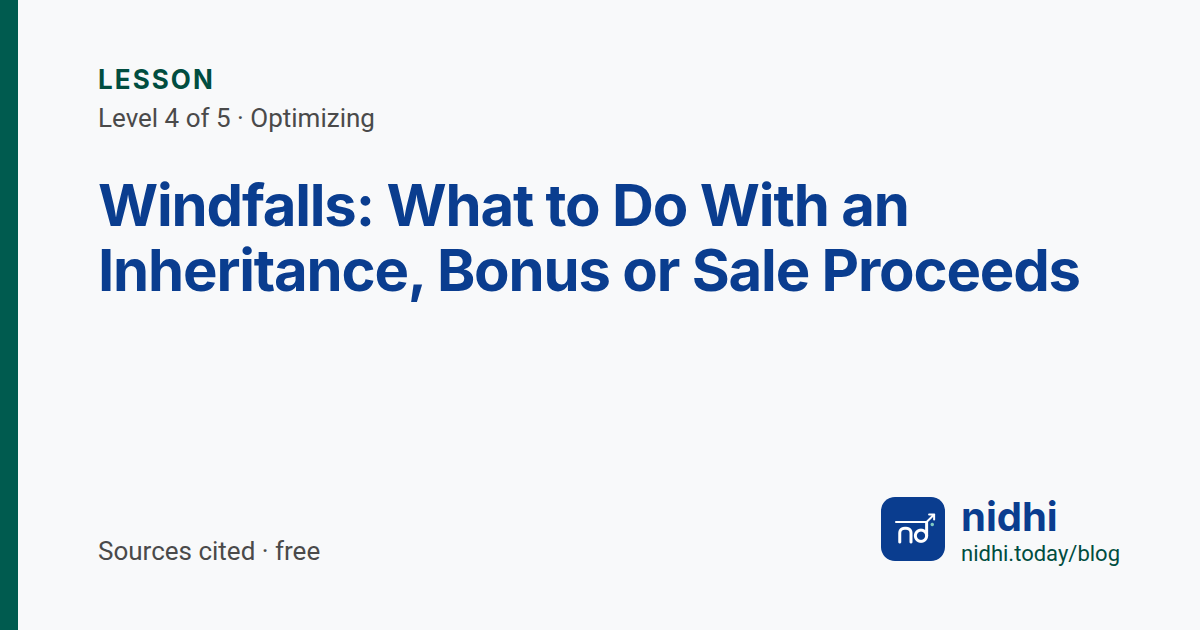 LESSON
Level 4 of 5 · Optimizing
Windfalls: What to Do With an
Inheritance, Bonus or Sale Proceeds
Sources cited · free
nd
nidhi
nidhi.today/blog